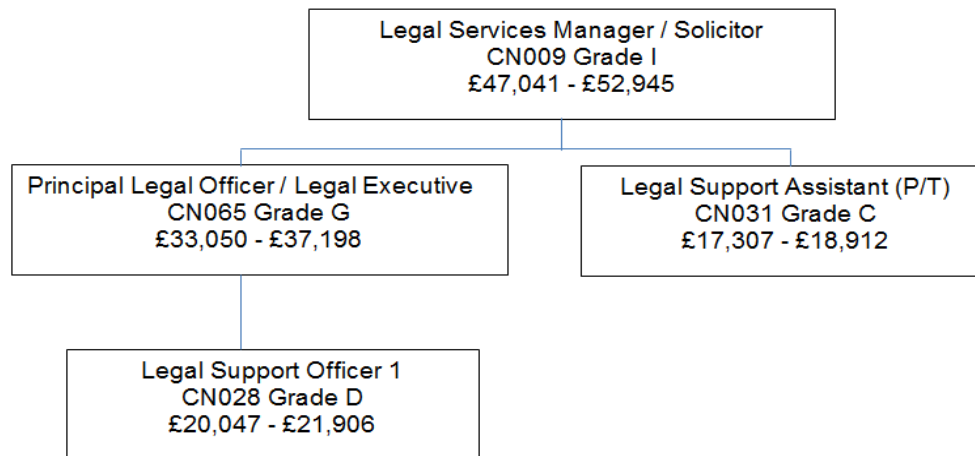 Legal Services Manager / Solicitor
CN009 Grade I
£47,041 - £52,945
Principal Legal Officer / Legal Executive
CN065 Grade G
£33,050 - £37,198
Legal Support Assistant (P/T)
CN031 Grade C
£17,307 - £18,912
Legal Support Officer 1
CN028 Grade D
£20,047 - £21,906